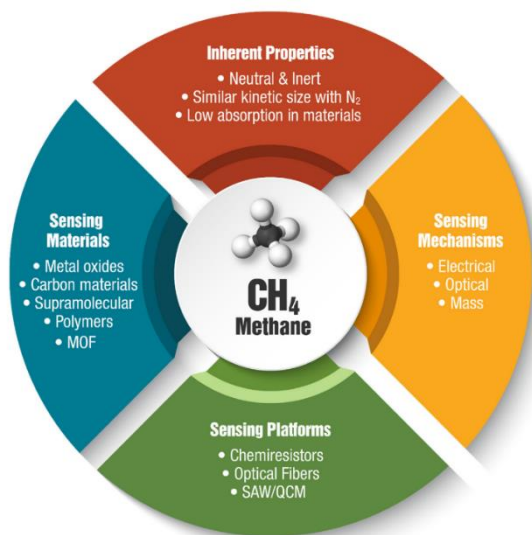 Inherent Properties
• Neutral & Inert
• Similar kinetic size with N₂
• Low absorption in materials
Sensing
Materials
• Metal oxides
• Carbon materials
• Supramolecular
• Polymers
• MOF
CH₄
Methane
Sensing
Mechanisms
• Electrical
• Optical
• Mass
Sensing Platforms
• Chemiresistors
• Optical Fibers
• SAW/QCM